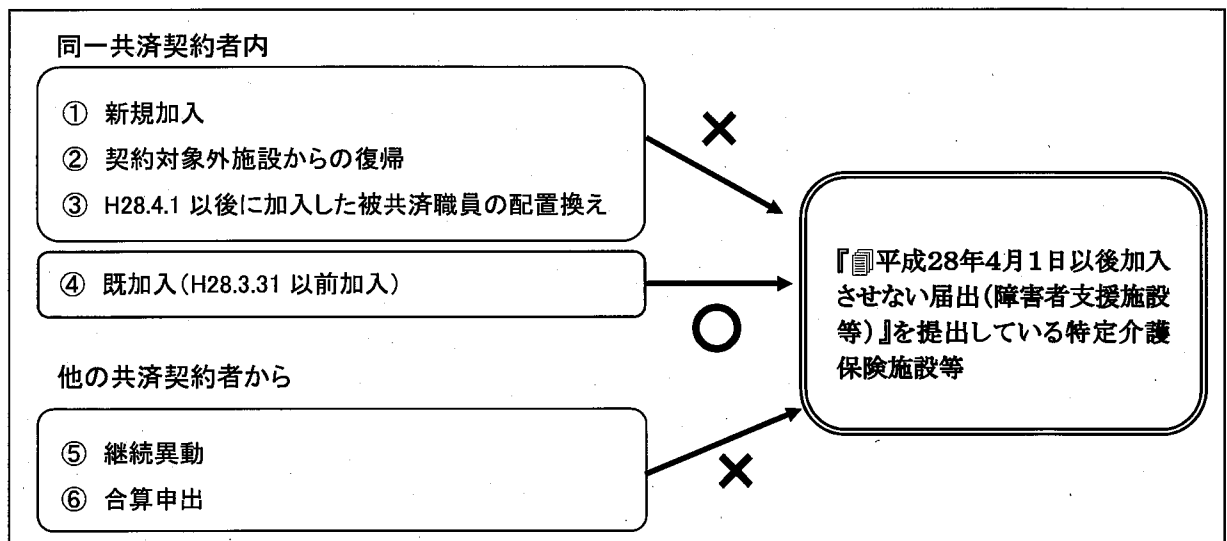 同一共済契約者内
① 新規加入
② 契約対象外施設からの復帰
③ H28.4.1 以後に加入した被共済職員の配置換え
×
④ 既加入(H28.3.31 以前加入)
○
他の共済契約者から
⑤ 継続異動
⑥ 合算申出
×
『平成28年4月1日以後加入
させない届出(障害者支援施設
等)』を提出している特定介護
保険施設等